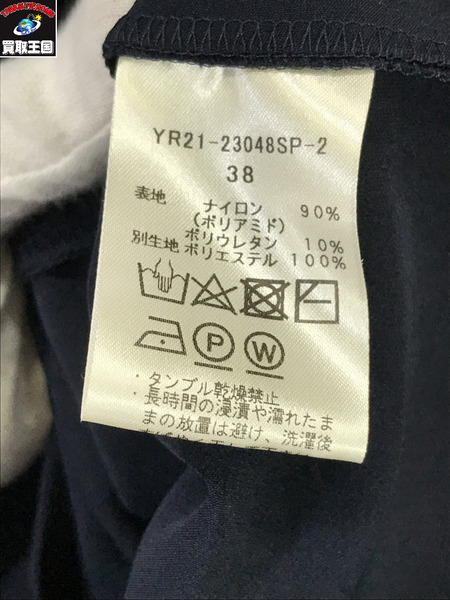 買取王国
YR21-23048SP-2
38
表地 ナイロン 90%
(ポリアミド)
ポリウレタン 10%
別生地 ポリエステル 100%
P W
・タンブル乾燥禁止
・長時間の浸漬や濡れたま
まの放置は避け、洗濯後